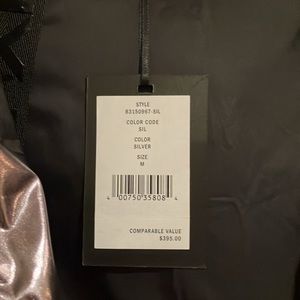 STYLE
83150967-SIL
COLOR CODE
SIL
COLOR
SILVER
SIZE
M
4 00750 35808 4
COMPARABLE VALUE
$395.00